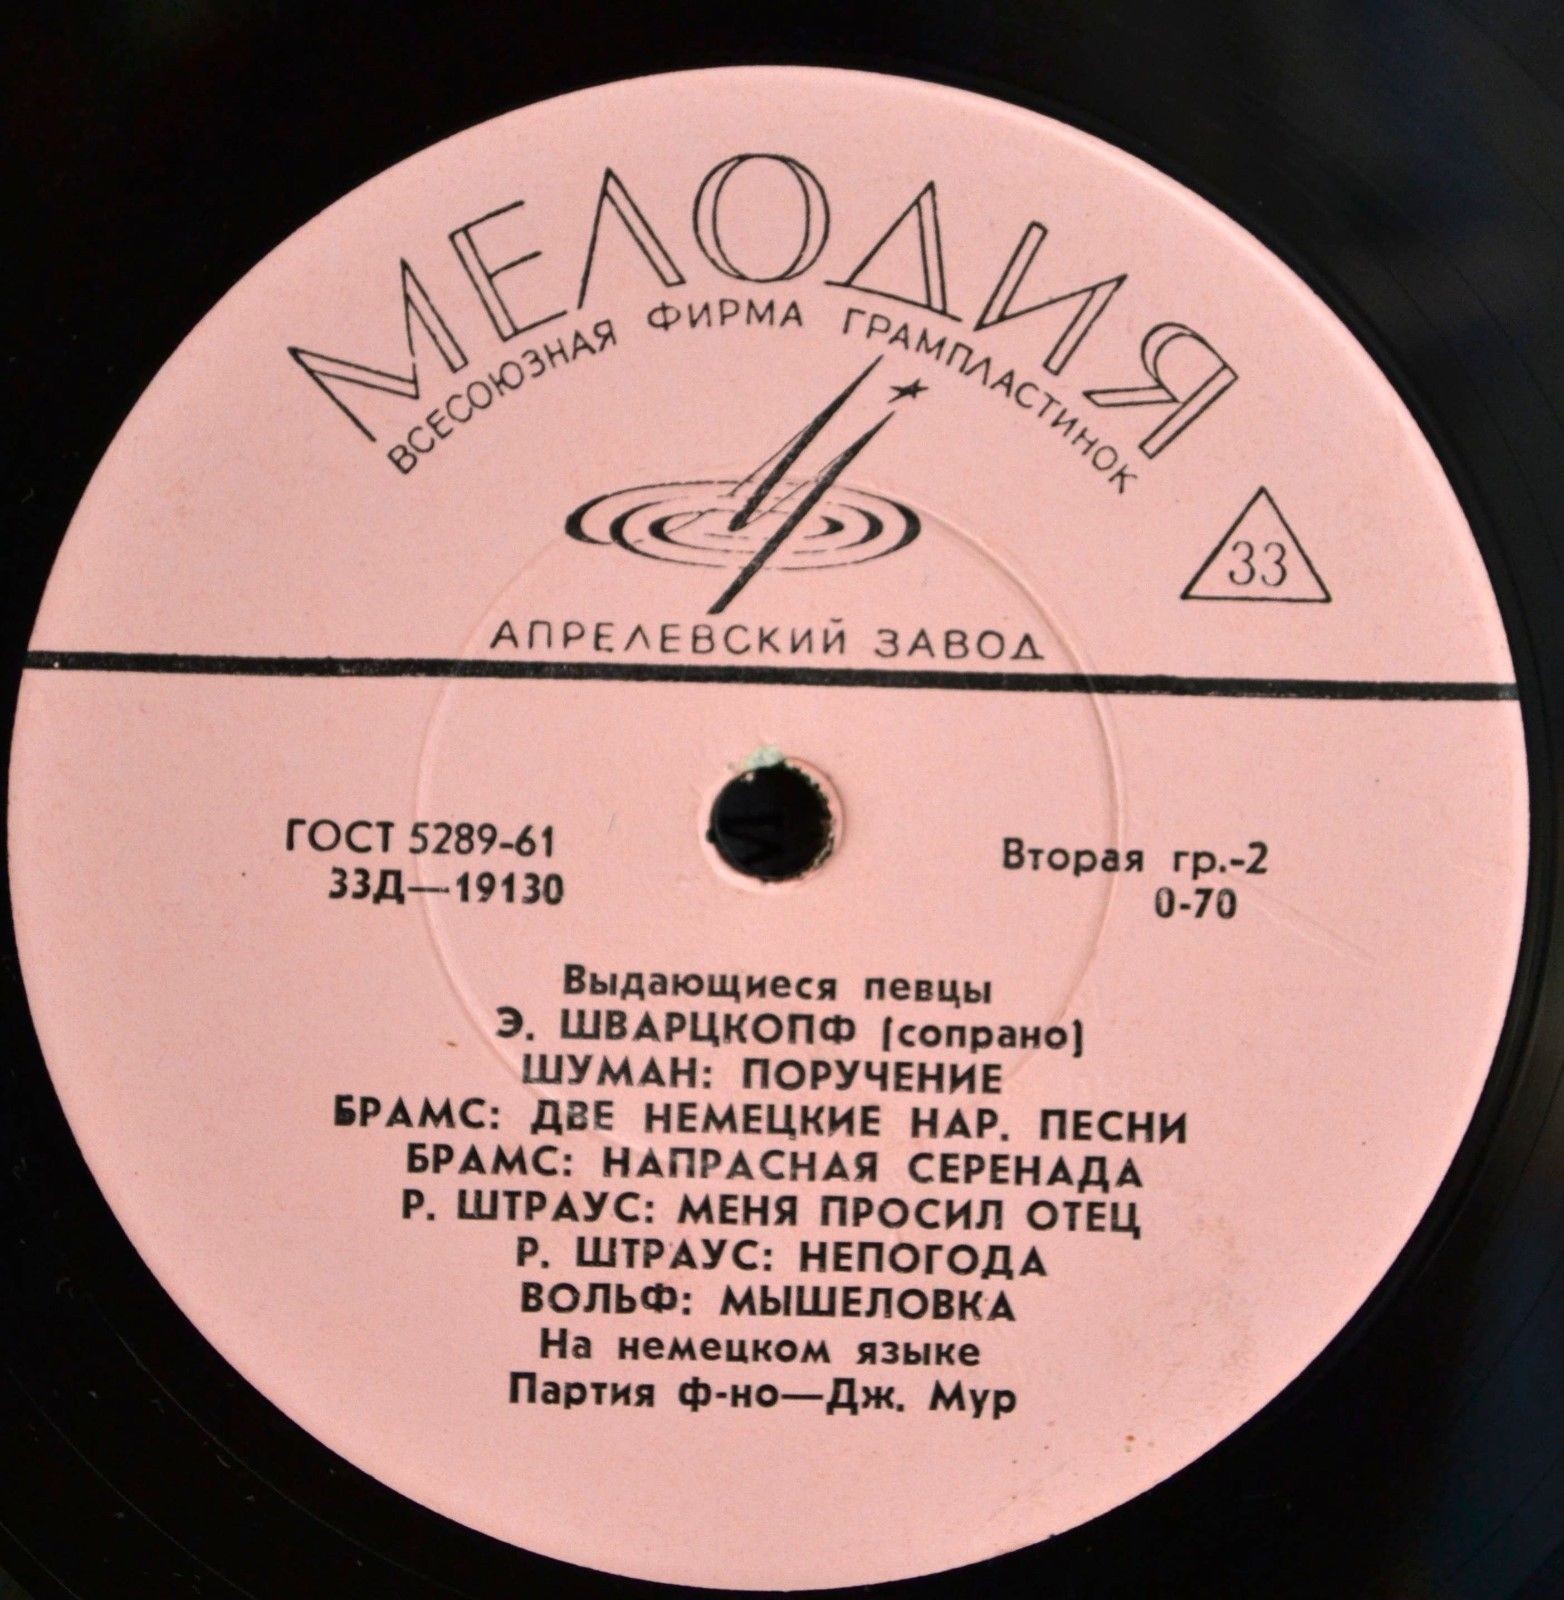 МЕЛОДИЯ
ВСЕСОЮЗНАЯ ФИРМА ГРАМПЛАСТИНОК
33
АПРЕЛЕВСКИЙ ЗАВОД
ГОСТ 5289-61
33Д—19130
Вторая гр.-2
0-70
Выдающиеся певцы
Э. ШВАРЦКОПФ (сопрано)
ШУМАН: ПОРУЧЕНИЕ
БРАМС: ДВЕ НЕМЕЦКИЕ НАР. ПЕСНИ
БРАМС: НАПРАСНАЯ СЕРЕНАДА
Р. ШТРАУС: МЕНЯ ПРОСИЛ ОТЕЦ
Р. ШТРАУС: НЕПОГОДА
ВОЛЬФ: МЫШЕЛОВКА
На немецком языке
Партия ф-но—Дж. Мур